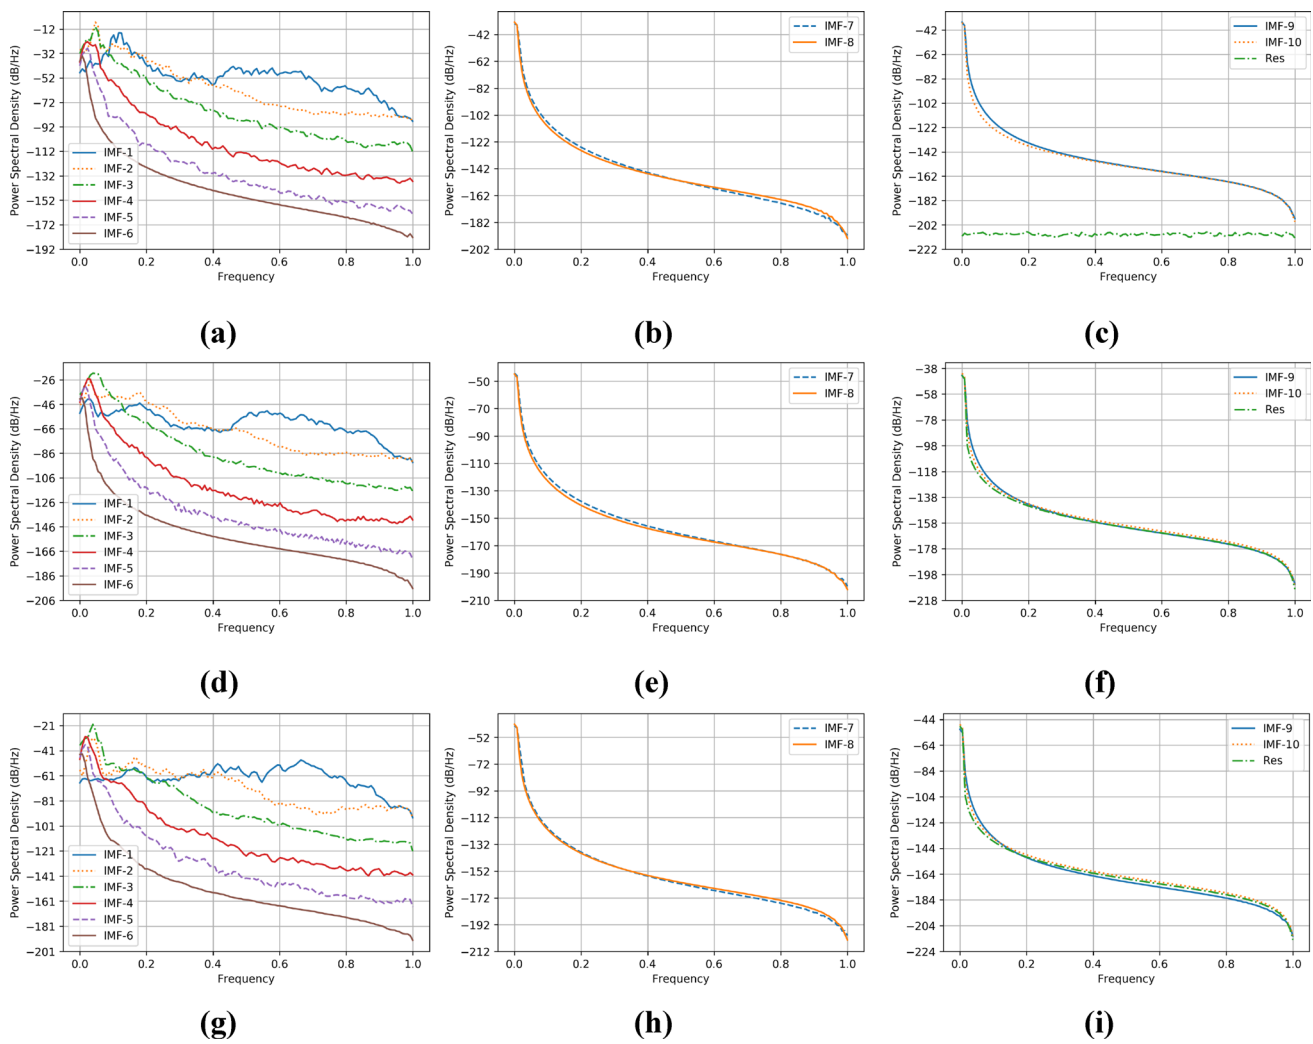 Power Spectral Density (dB/Hz)
−12
−32
−52
−72
−92
−112
−132
−152
−172
−192
IMF-1
IMF-2
IMF-3
IMF-4
IMF-5
IMF-6
0.0 0.2 0.4 0.6 0.8 1.0
Frequency
(a)
Power Spectral Density (dB/Hz)
−42
−62
−82
−102
−122
−142
−162
−182
−202
IMF-7
IMF-8
0.0 0.2 0.4 0.6 0.8 1.0
Frequency
(b)
Power Spectral Density (dB/Hz)
−42
−62
−82
−102
−122
−142
−162
−182
−202
−222
IMF-9
IMF-10
Res
0.0 0.2 0.4 0.6 0.8 1.0
Frequency
(c)
Power Spectral Density (dB/Hz)
−26
−46
−66
−86
−106
−126
−146
−166
−186
−206
IMF-1
IMF-2
IMF-3
IMF-4
IMF-5
IMF-6
0.0 0.2 0.4 0.6 0.8 1.0
Frequency
(d)
Power Spectral Density (dB/Hz)
−50
−70
−90
−110
−130
−150
−170
−190
−210
IMF-7
IMF-8
0.0 0.2 0.4 0.6 0.8 1.0
Frequency
(e)
Power Spectral Density (dB/Hz)
−38
−58
−78
−98
−118
−138
−158
−178
−198
−218
IMF-9
IMF-10
Res
0.0 0.2 0.4 0.6 0.8 1.0
Frequency
(f)
Power Spectral Density (dB/Hz)
−21
−41
−61
−81
−101
−121
−141
−161
−181
−201
IMF-1
IMF-2
IMF-3
IMF-4
IMF-5
IMF-6
0.0 0.2 0.4 0.6 0.8 1.0
Frequency
(g)
Power Spectral Density (dB/Hz)
−52
−72
−92
−112
−132
−152
−172
−192
−212
IMF-7
IMF-8
0.0 0.2 0.4 0.6 0.8 1.0
Frequency
(h)
Power Spectral Density (dB/Hz)
−44
−64
−84
−104
−124
−144
−164
−184
−204
−224
IMF-9
IMF-10
Res
0.0 0.2 0.4 0.6 0.8 1.0
Frequency
(i)